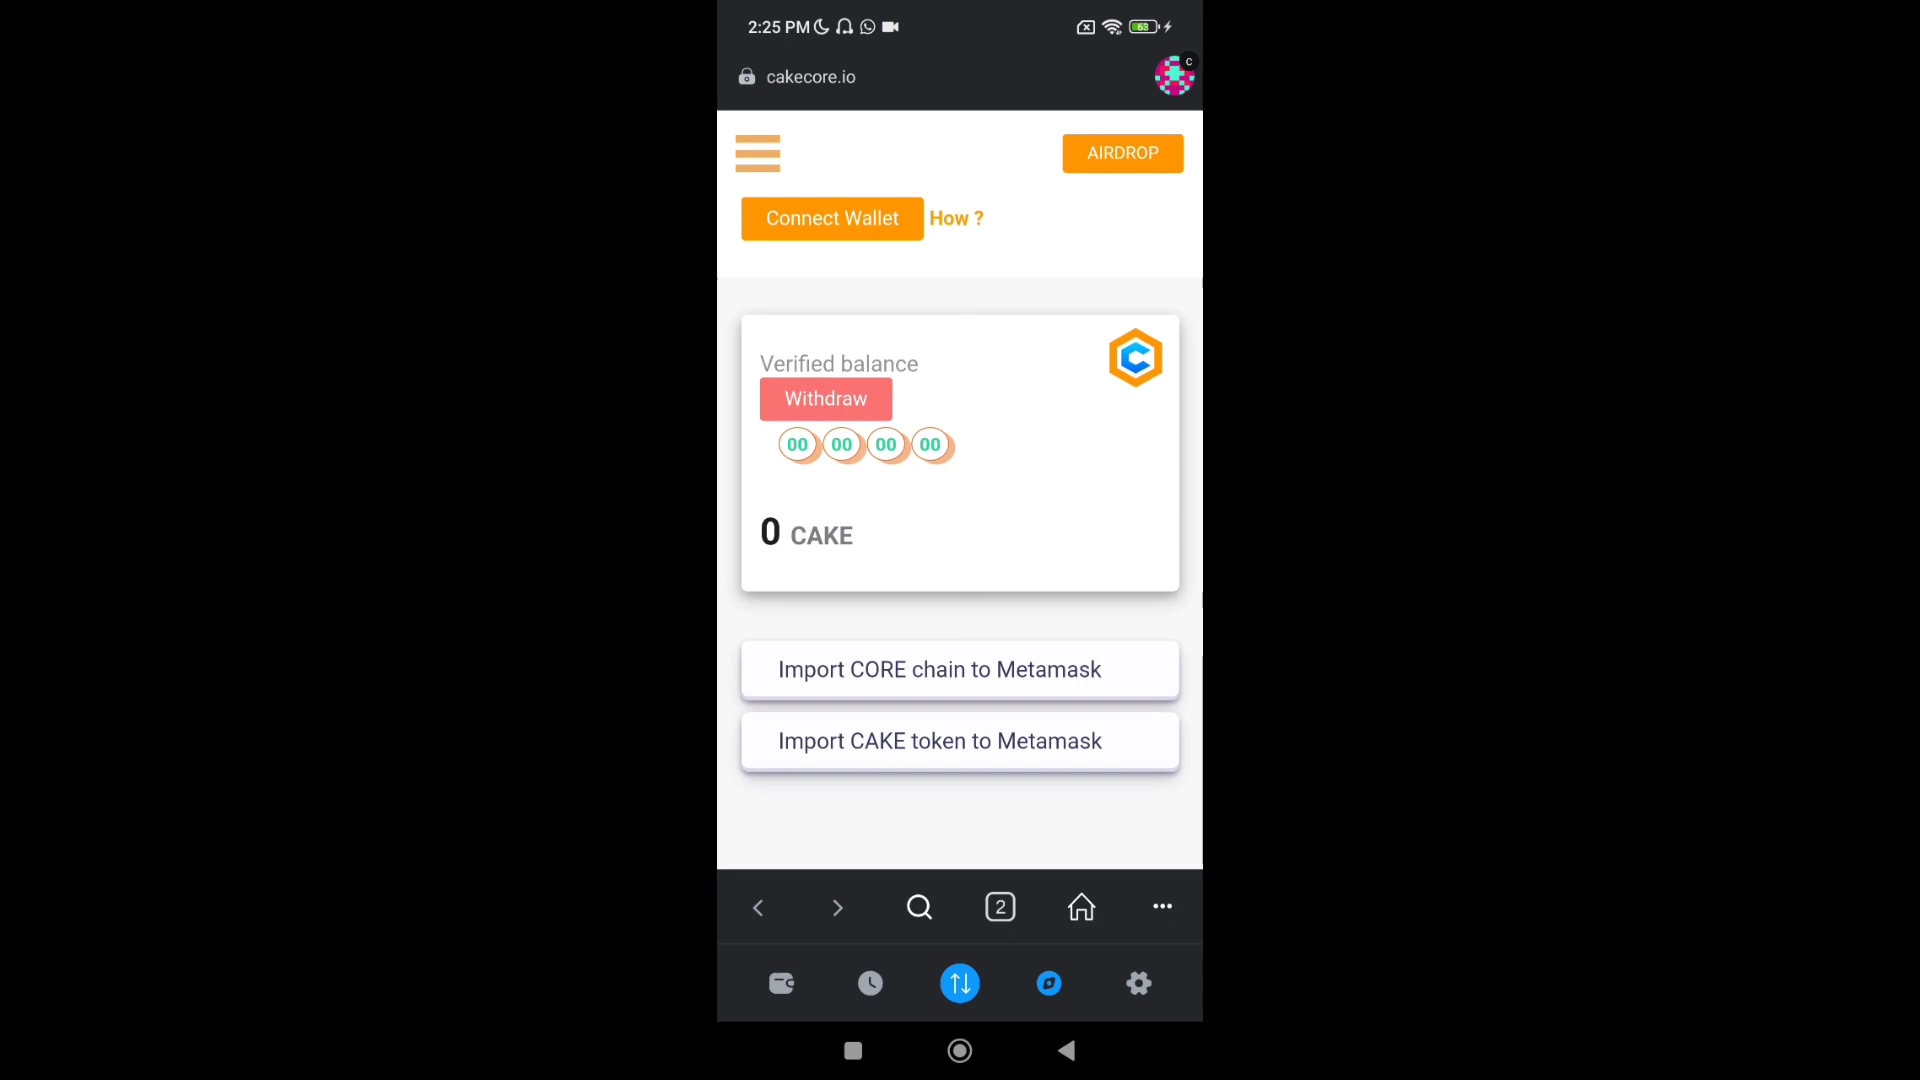 2:25 PM 63
cakecore.io C
AIRDROP
Connect Wallet How ?
Verified balance
Withdraw
00 00 00 00
0 CAKE
Import CORE chain to Metamask
Import CAKE token to Metamask
2